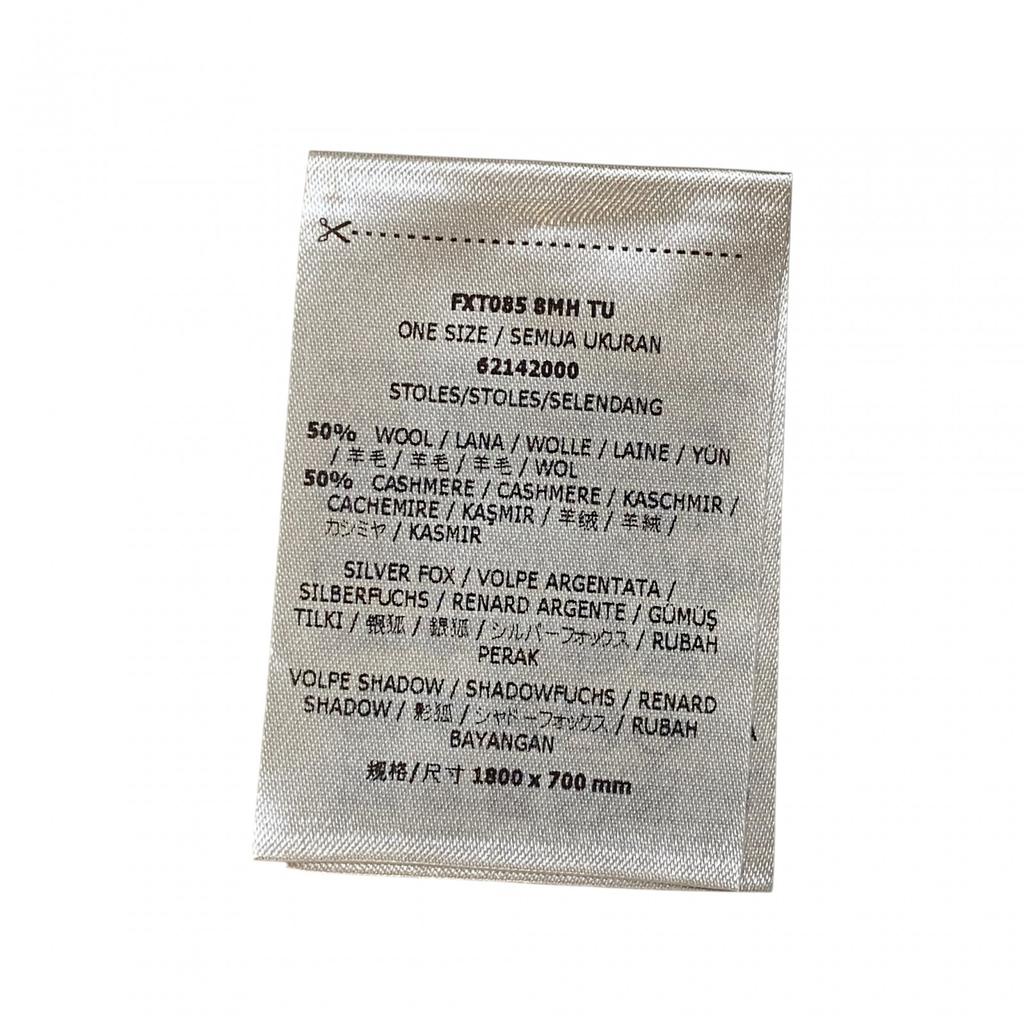 FXT085 8MH TU
ONE SIZE / SEMUA UKURAN
62142000
STOLES/STOLES/SELENDANG
50% WOOL / LANA / WOLLE / LAINE / YÜN
/ 羊毛 / 羊毛 / 羊毛 / WOL
50% CASHMERE / CASHMERE / KASCHMIR /
CACHEMIRE / KAŞMIR / 羊绒 / 羊絨 /
カシミヤ / KASMIR
SILVER FOX / VOLPE ARGENTATA /
SILBERFUCHS / RENARD ARGENTE / GÜMÜŞ
TILKI / 银狐 / 銀狐 / シルバーフォックス / RUBAH
PERAK
VOLPE SHADOW / SHADOWFUCHS / RENARD
SHADOW / 影狐 / シャドーフォックス / RUBAH
BAYANGAN
规格/尺寸 1800 x 700 mm